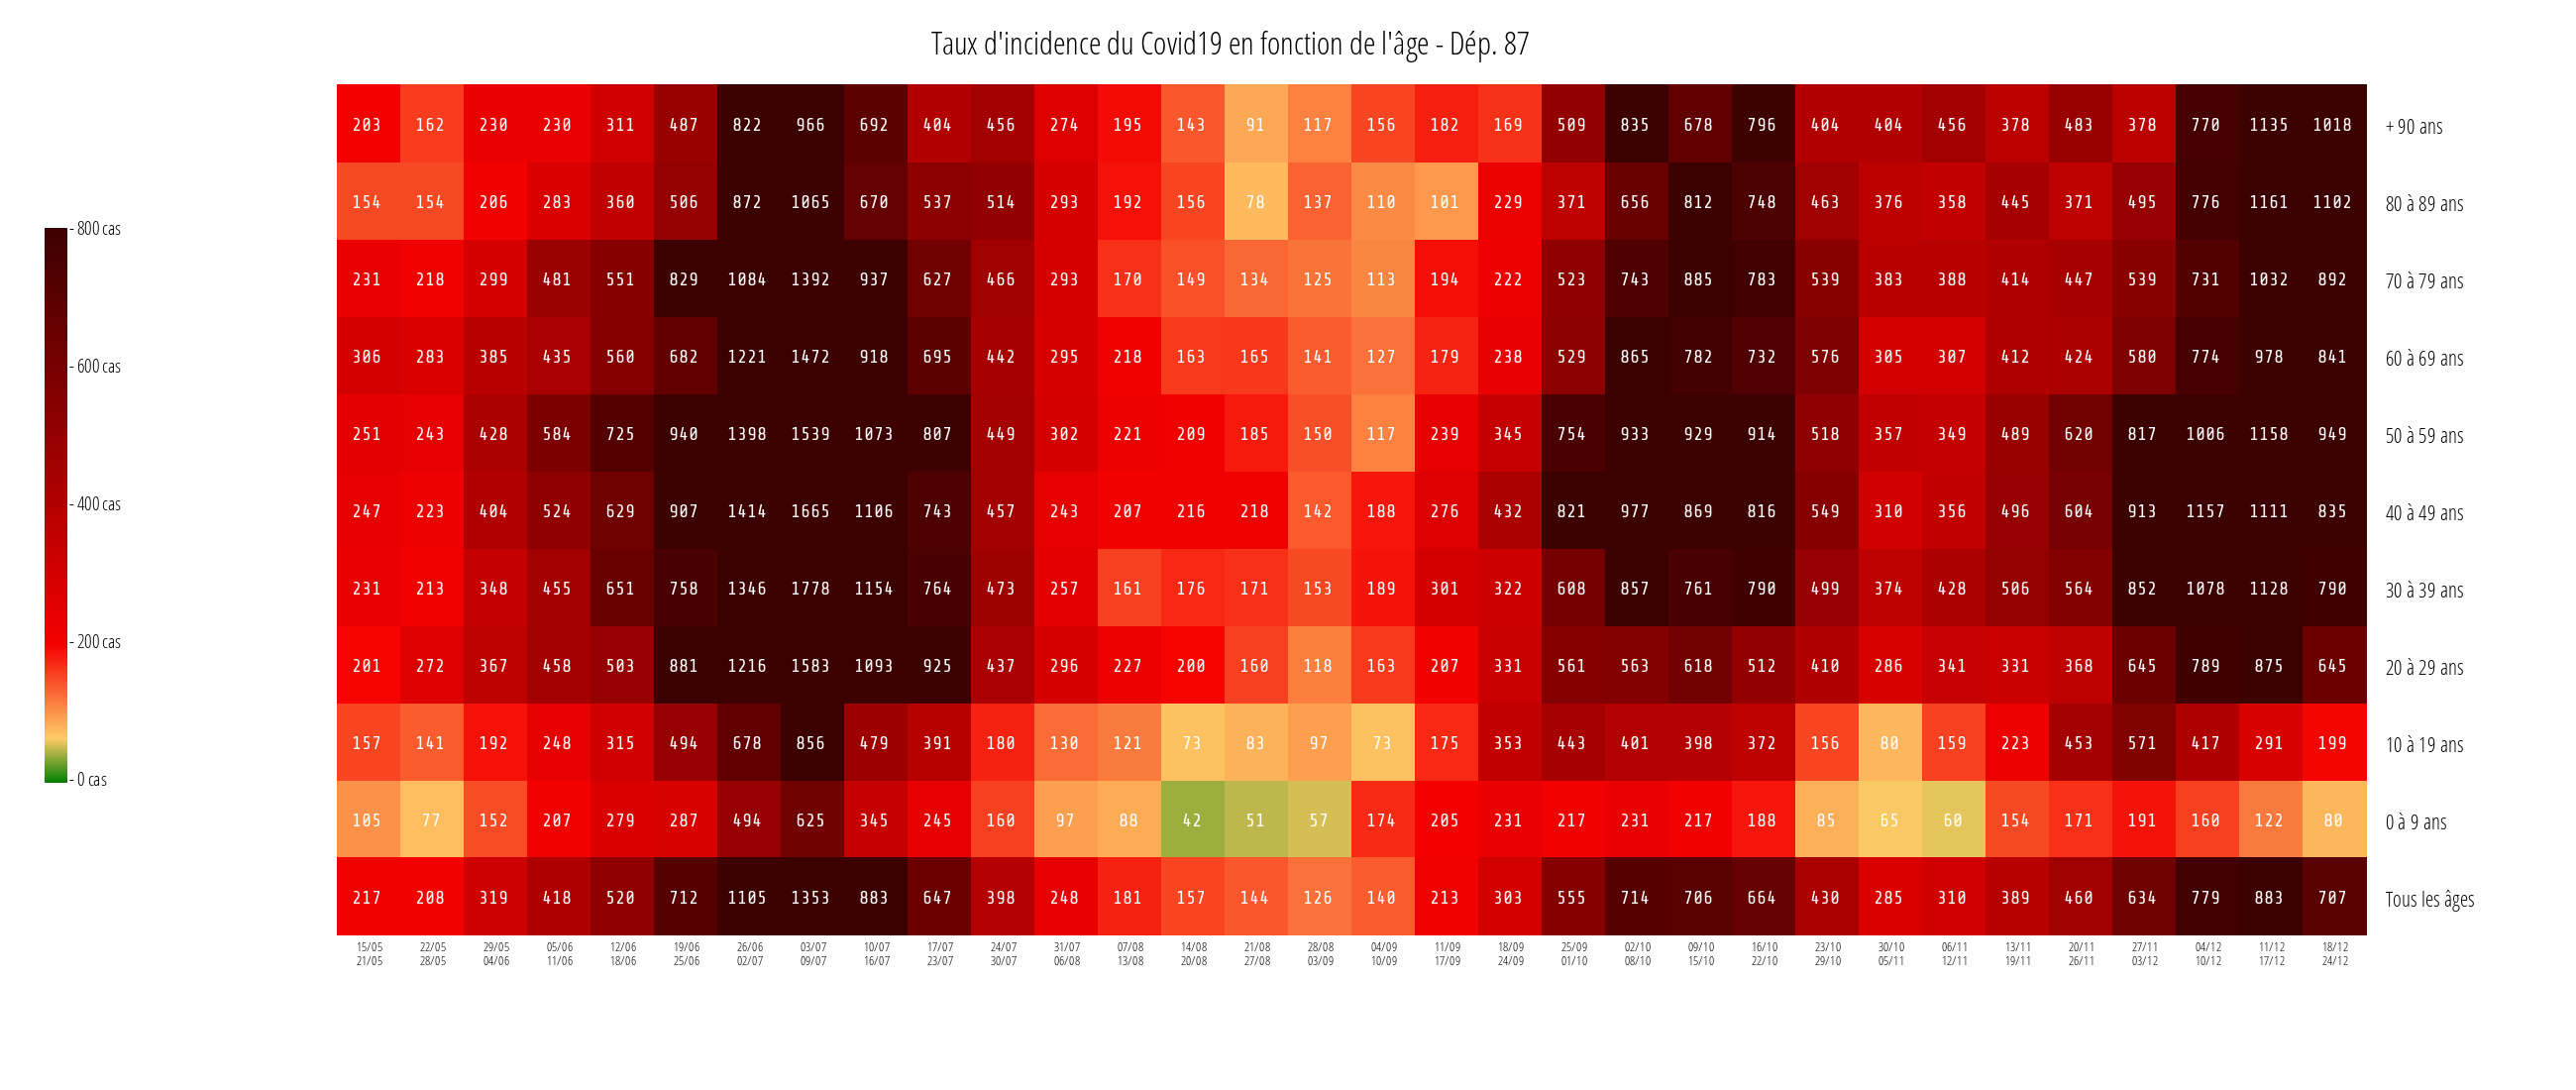 Taux d'incidence du Covid19 en fonction de l'âge - Dép. 87
203 162 230 230 311 487 822 966 692 404 456 274 195 143 91 117 156 182 169 509 835 678 796 404 404 456 378 483 378 770 1135 1018 + 90 ans
154 154 206 283 360 506 872 1065 670 537 514 293 192 156 78 137 110 101 229 371 656 812 748 463 376 358 445 371 495 776 1161 1102 80 à 89 ans
- 800 cas
231 218 299 481 551 829 1084 1392 937 627 466 293 170 149 134 125 113 194 222 523 743 885 783 539 383 388 414 447 539 731 1032 892 70 à 79 ans
306 283 385 435 560 682 1221 1472 918 695 442 295 218 163 165 141 127 179 238 529 865 782 732 576 305 307 412 424 580 774 978 841 60 à 69 ans
- 600 cas
251 243 428 584 725 940 1398 1539 1073 807 449 302 221 209 185 150 117 239 345 754 933 929 914 518 357 349 489 620 817 1006 1158 949 50 à 59 ans
- 400 cas
247 223 404 524 629 907 1414 1665 1106 743 457 243 207 216 218 142 188 276 432 821 977 869 816 549 310 356 496 604 913 1157 1111 835 40 à 49 ans
231 213 348 455 651 758 1346 1778 1154 764 473 257 161 176 171 153 189 301 322 608 857 761 790 499 374 428 506 564 852 1078 1128 790 30 à 39 ans
- 200 cas
201 272 367 458 503 881 1216 1583 1093 925 437 296 227 200 160 118 163 207 331 561 563 618 512 410 286 341 331 368 645 789 875 645 20 à 29 ans
157 141 192 248 315 494 678 856 479 391 180 130 121 73 83 97 73 175 353 443 401 398 372 156 80 159 223 453 571 417 291 199 10 à 19 ans
- 0 cas
105 77 152 207 279 287 494 625 345 245 160 97 88 42 51 57 174 205 231 217 231 217 188 85 65 60 154 171 191 160 122 80 0 à 9 ans
217 208 319 418 520 712 1105 1353 883 647 398 248 181 157 144 126 140 213 303 555 714 706 664 430 285 310 389 460 634 779 883 707 Tous les âges
15/05 22/05 29/05 05/06 12/06 19/06 26/06 03/07 10/07 17/07 24/07 31/07 07/08 14/08 21/08 28/08 04/09 11/09 18/09 25/09 02/10 09/10 16/10 23/10 30/10 06/11 13/11 20/11 27/11 04/12 11/12 18/12
21/05 28/05 04/06 11/06 18/06 25/06 02/07 09/07 16/07 23/07 30/07 06/08 13/08 20/08 27/08 03/09 10/09 17/09 24/09 01/10 08/10 15/10 22/10 29/10 05/11 12/11 19/11 26/11 03/12 10/12 17/12 24/12